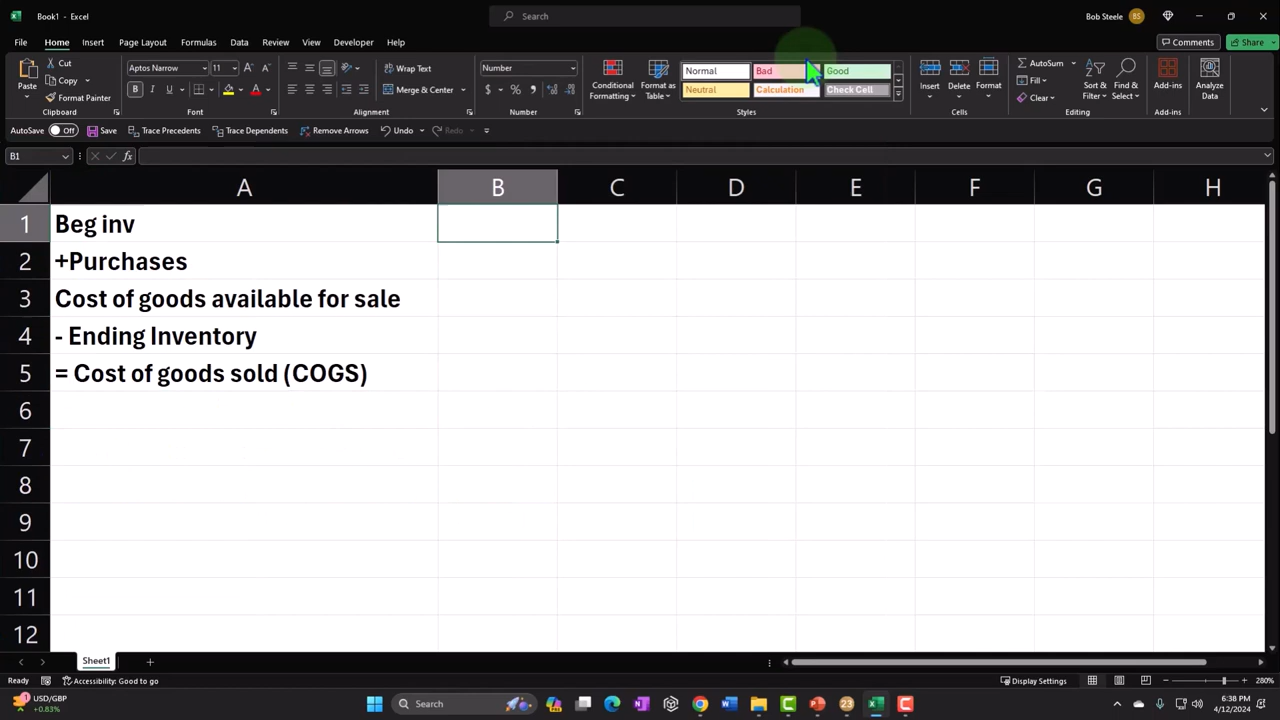 Book1 - Excel
Search
Bob Steele BS
File Home Insert Page Layout Formulas Data Review View Developer Help
Comments Share
Cut
Format Painter
Paste
Clipboard
Aptos Narrow 11
B I U
Font
Wrap Text
Merge & Center
Alignment
Number
$ % ,
Number
Conditional Formatting
Format as Table
Normal Bad Good
Neutral Calculation Check Cell
Styles
Insert Delete Format
Cells
AutoSum
Fill
Clear
Sort & Filter
Find & Select
Editing
Add-ins
Add-ins
Analyze Data
AutoSave Off Save Trace Precedents Trace Dependents Remove Arrows Undo Redo
B1 fx
A B C D E F G H
1 Beg inv
2 +Purchases
3 Cost of goods available for sale
4 - Ending Inventory
5 = Cost of goods sold (COGS)
6
7
8
9
10
11
12
Sheet1
Accessibility: Good to go
Display Settings
280%
USD/GBP
+0.83%
Search
23
6:38 PM
4/12/2024